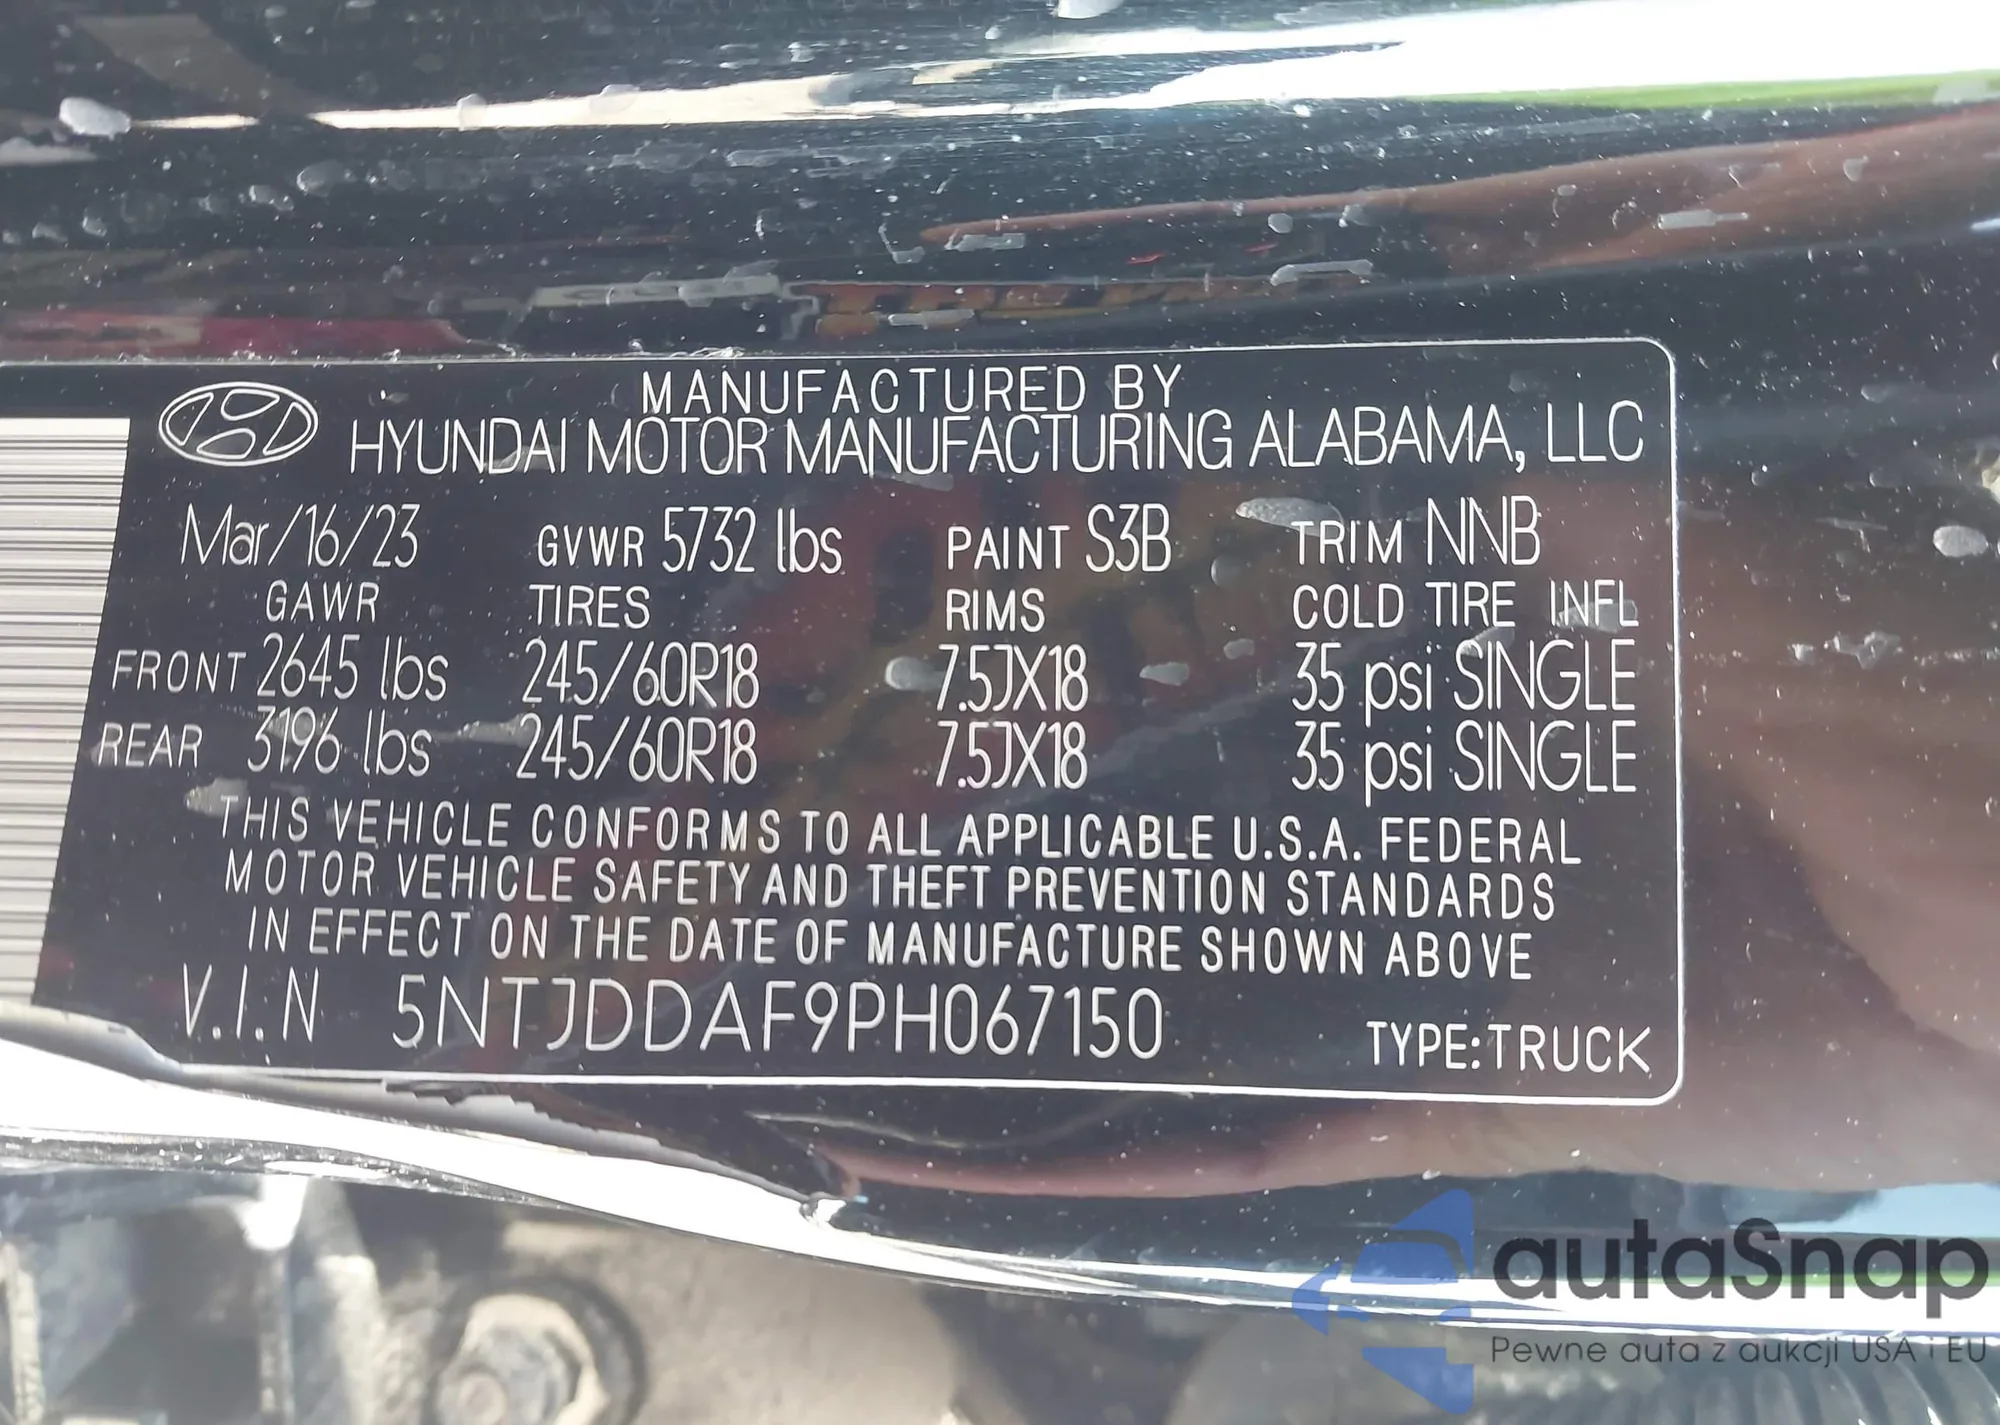 MANUFACTURED BY
HYUNDAI MOTOR MANUFACTURING ALABAMA, LLC
Mar/16/23 GVWR 5732 lbs PAINT S3B TRIM NNB
GAWR TIRES RIMS COLD TIRE INFL
FRONT 2645 lbs 245/60R18 7.5JX18 35 psi SINGLE
REAR 3196 lbs 245/60R18 7.5JX18 35 psi SINGLE
THIS VEHICLE CONFORMS TO ALL APPLICABLE U.S.A. FEDERAL
MOTOR VEHICLE SAFETY AND THEFT PREVENTION STANDARDS
IN EFFECT ON THE DATE OF MANUFACTURE SHOWN ABOVE
V.I.N 5NTJDDAF9PH067150 TYPE:TRUCK
autaSnap
Pewne auta z aukcji USA i EU